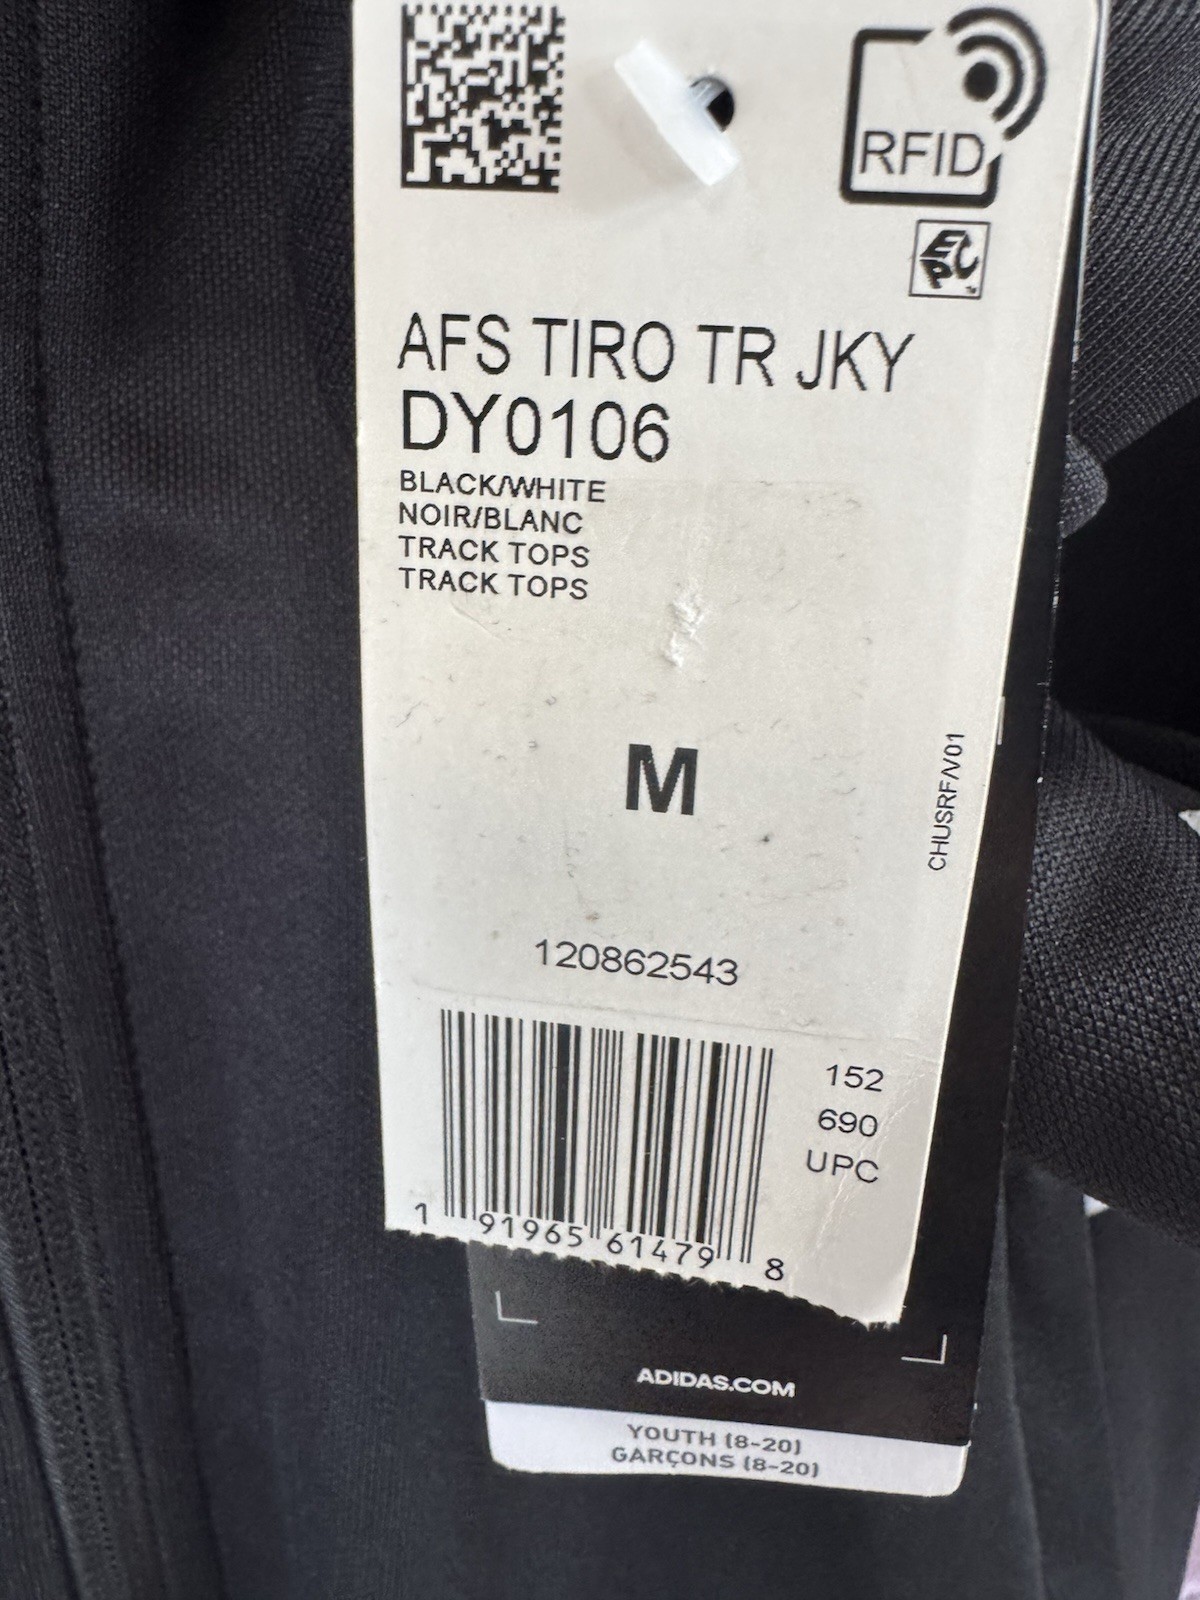 RFID
EPC
AFS TIRO TR JKY
DY0106
BLACK/WHITE
NOIR/BLANC
TRACK TOPS
TRACK TOPS
M
CHUSRF/V01
120862543
152
690
UPC
1 91965 61479 8
ADIDAS.COM
YOUTH (8-20)
GARÇONS (8-20)